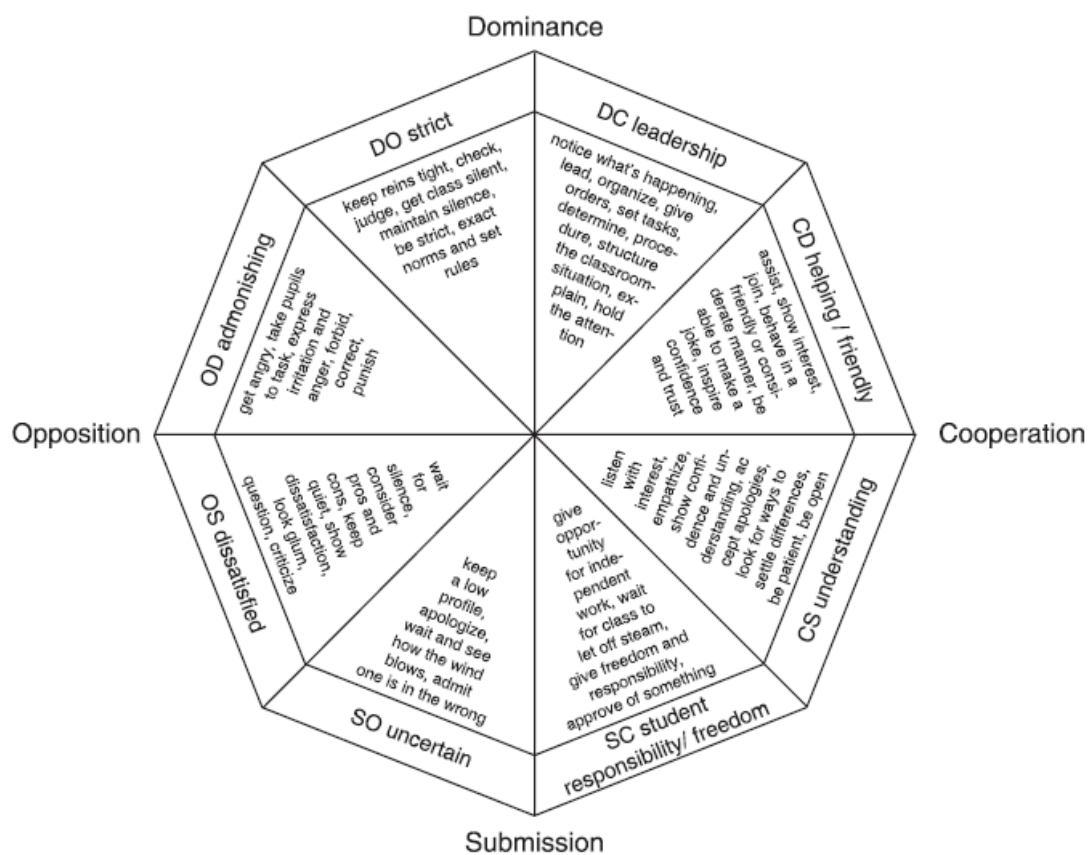 Dominance
DO strict
keep reins tight, check,
judge, get class silent,
maintain silence,
be strict, exact
norms and set
rules
DC leadership
notice what's happening,
lead, organize, give
orders, set tasks,
determine, proce-
dure, structure
the classroom-
situation, ex-
plain, hold
the atten-
tion
CD helping / friendly
assist, show interest,
join, behave in a
friendly or consi-
derate manner, be
able to make a
joke, inspire
confidence
and trust
Cooperation
CS understanding
listen
with
interest,
empathize,
show confi-
dence and un-
derstanding, ac
cept apologies,
look for ways to
settle differences,
be patient, be open
SC student
responsibility/ freedom
give
oppor-
tunity
for inde-
pendent
work, wait
for class to
let off steam,
give freedom and
responsibility,
approve of something
Submission
SO uncertain
keep
a low
profile,
apologize,
wait and see
how the wind
blows, admit
one is in the wrong
OS dissatisfied
wait
for
silence,
consider
pros and
cons, keep
quiet, show
dissatisfaction,
look glum,
question, criticize
Opposition
OD admonishing
get angry, take pupils
to task, express
irritation and
anger, forbid,
correct,
punish